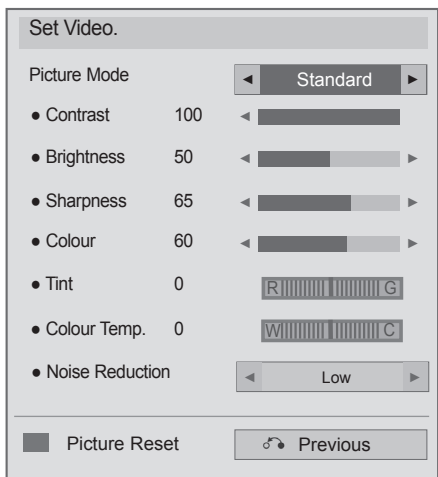 Set Video.
Picture Mode ◄ Standard ►
● Contrast 100 ◄
● Brightness 50 ◄ ►
● Sharpness 65 ◄ ►
● Colour 60 ◄ ►
● Tint 0 R G
● Colour Temp. 0 W C
● Noise Reduction ◄ Low ►
Picture Reset Previous